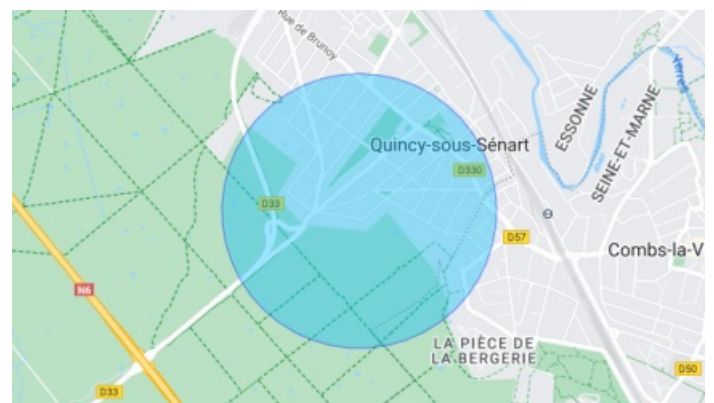 Rue de Brunoy
Quincy-sous-Sénart
ESSONNE
SEINE-ET-MARNE
Yerres
D330
D33
D57
Combs-la-V
N6
LA PIÈCE DE
LA BERGERIE
D50
D33